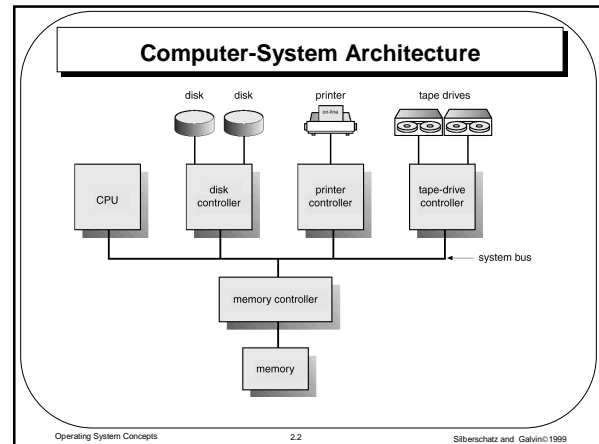 Computer-System Architecture
disk disk printer tape drives
on-line
CPU
disk
controller
printer
controller
tape-drive
controller
system bus
memory controller
memory
Operating System Concepts 2.2 Silberschatz and Galvin©1999